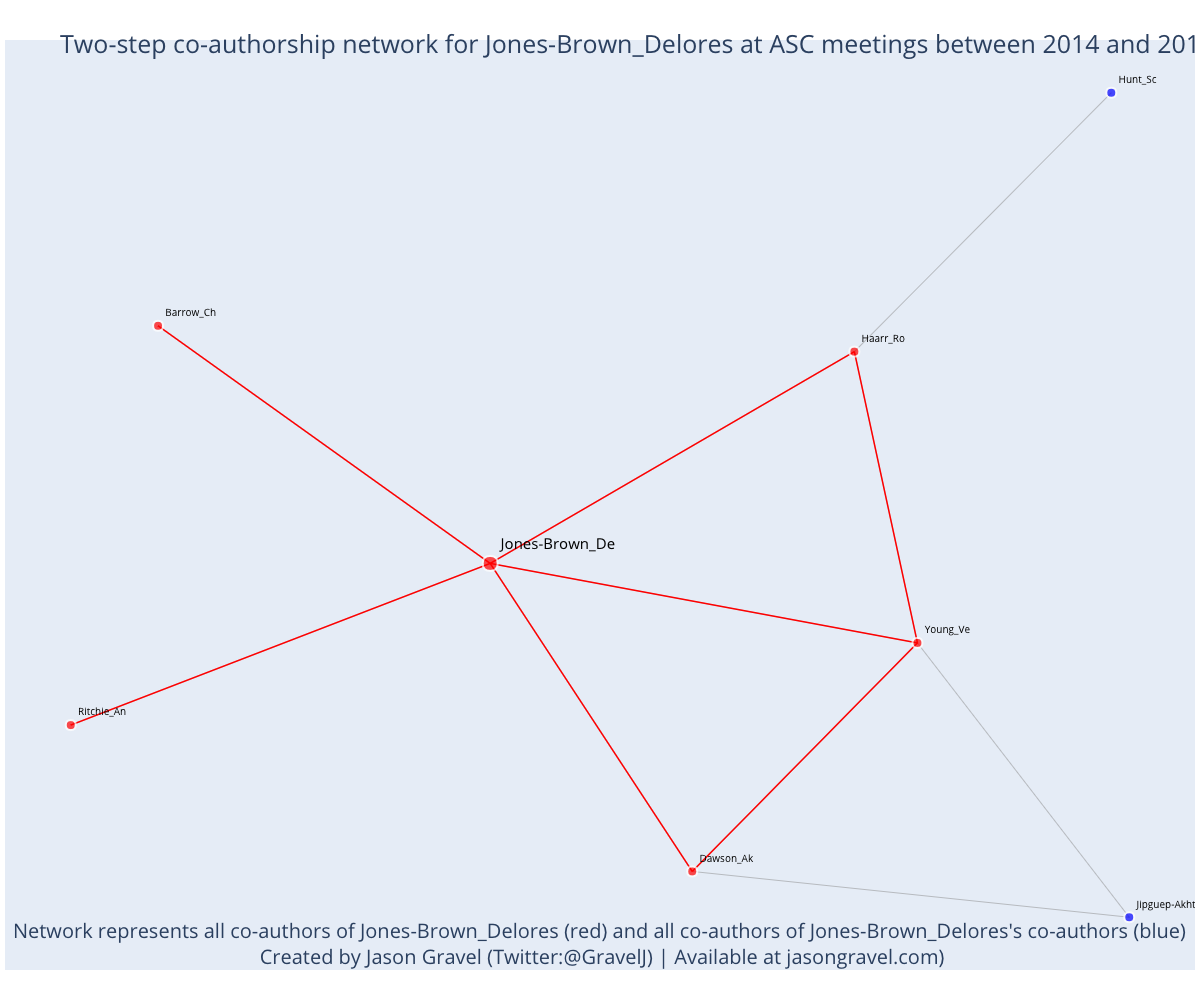 Two-step co-authorship network for Jones-Brown_Delores at ASC meetings between 2014 and 201
Hunt_Sc
Barrow_Ch
Haarr_Ro
Jones-Brown_De
Young_Ve
Ritchie_An
Dawson_Ak
Jipguep-Akht
Network represents all co-authors of Jones-Brown_Delores (red) and all co-authors of Jones-Brown_Delores's co-authors (blue)
Created by Jason Gravel (Twitter:@GravelJ) | Available at jasongravel.com)